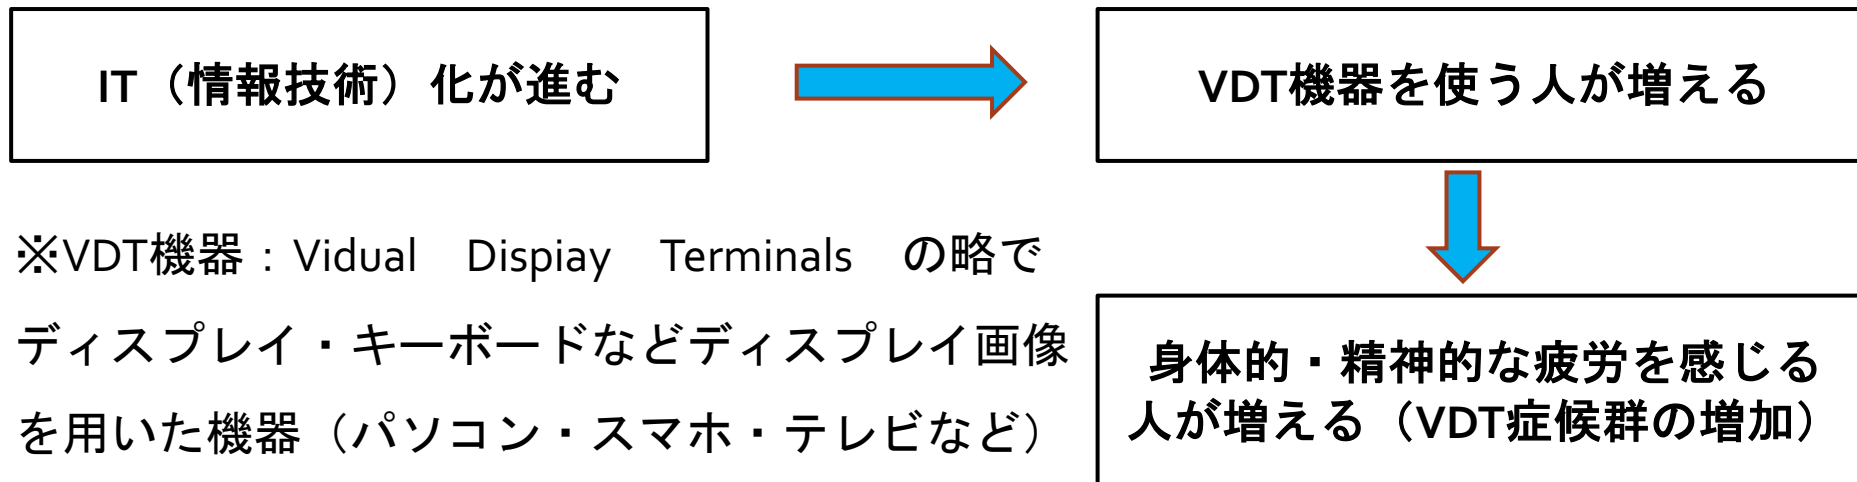 IT（情報技術）化が進む
VDT機器を使う人が増える
※VDT機器：Vidual　Dispiay　Terminals　の略で
ディスプレイ・キーボードなどディスプレイ画像
を用いた機器（パソコン・スマホ・テレビなど）
身体的・精神的な疲労を感じる
人が増える（VDT症候群の増加）